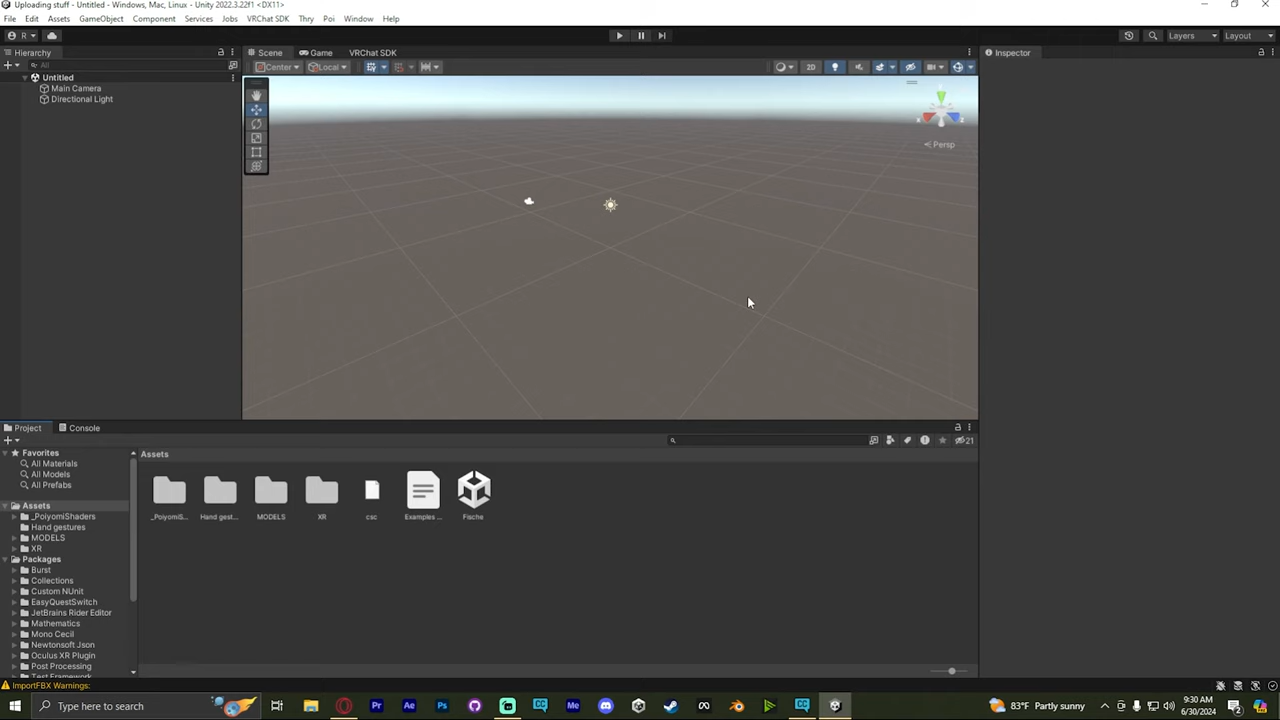 Uploading stuff - Untitled - Windows, Mac, Linux - Unity 2022.3.22f1 <DX11>
File Edit Assets GameObject Component Services Jobs VRChat SDK Thry Poi Window Help
R Layers Layout
Hierarchy Scene Game VRChat SDK Inspector
All Center Local 2D
Untitled
Main Camera
Directional Light
Persp
Project Console
21
Favorites
All Materials
All Models
All Prefabs
Assets
_PoiyomiShaders
Hand gestures
MODELS
XR
Packages
Burst
Collections
Custom NUnit
EasyQuestSwitch
JetBrains Rider Editor
Mathematics
Mono Cecil
Newtonsoft Json
Oculus XR Plugin
Post Processing
Test Framework
Assets
_PoiyomiS... Hand gest... MODELS XR csc Examples ... Fische
ImportFBX Warnings:
Type here to search
83°F Partly sunny
9:30 AM
6/30/2024
2